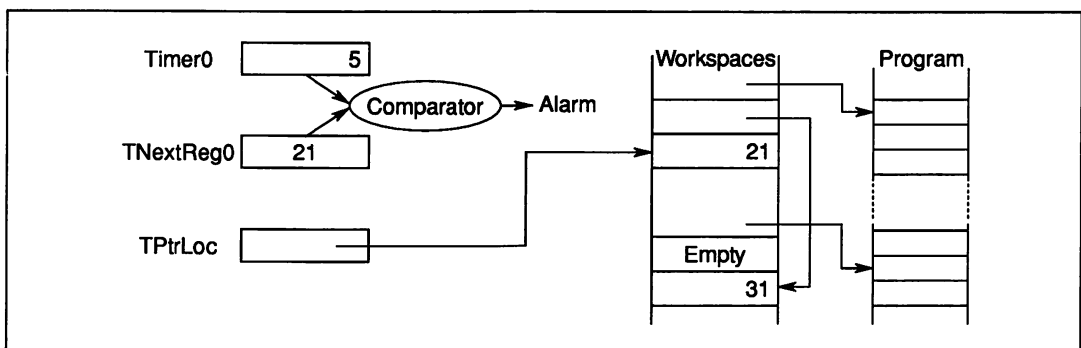 Timer0
5
Comparator
Alarm
TNextReg0
21
TPtrLoc
Workspaces
21
Empty
31
Program